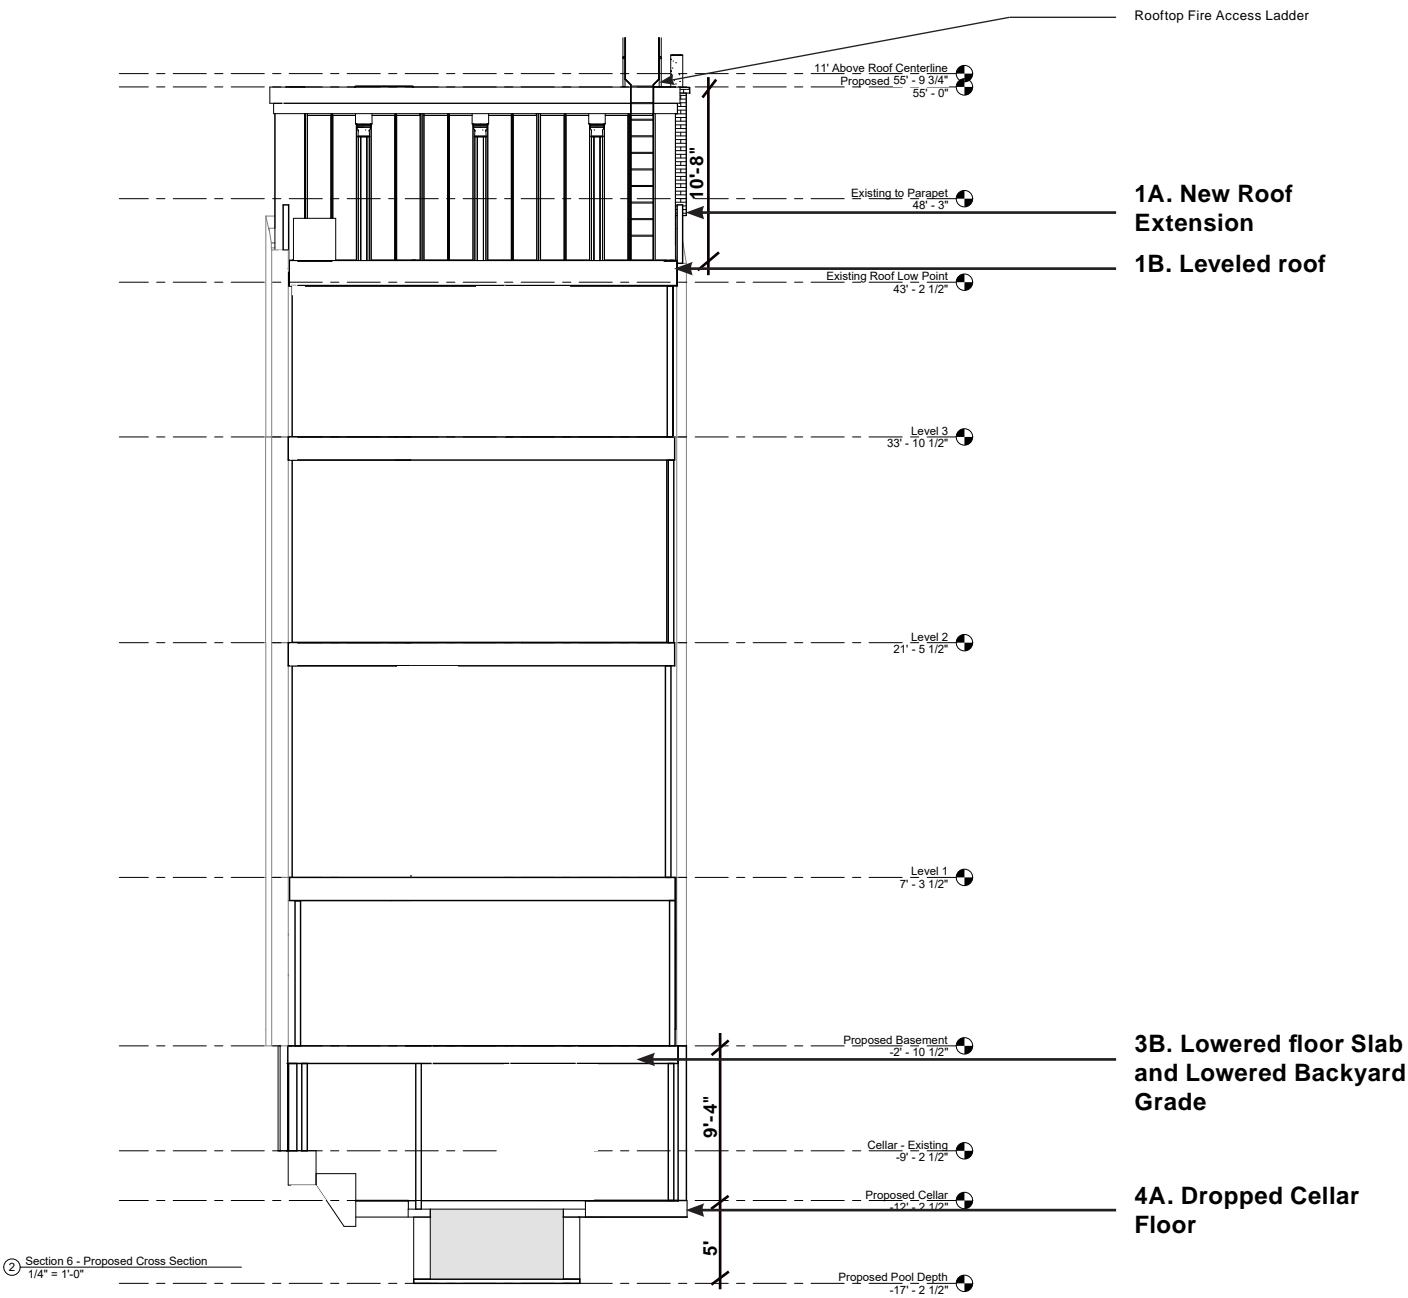 Rooftop Fire Access Ladder
11' Above Roof Centerline
Proposed 55' - 9 3/4"
55' - 0"
10'-8"
Existing to Parapet
48' - 3"
1A. New Roof
Extension
1B. Leveled roof
Existing Roof Low Point
43' - 2 1/2"
Level 3
33' - 10 1/2"
Level 2
21' - 5 1/2"
Level 1
7' - 3 1/2"
Proposed Basement
-2' - 10 1/2"
3B. Lowered floor Slab
and Lowered Backyard
Grade
9'-4"
Cellar - Existing
-9' - 2 1/2"
Proposed Cellar
-12' - 2 1/2"
4A. Dropped Cellar
Floor
5'
2 Section 6 - Proposed Cross Section
1/4" = 1'-0"
Proposed Pool Depth
-17' - 2 1/2"